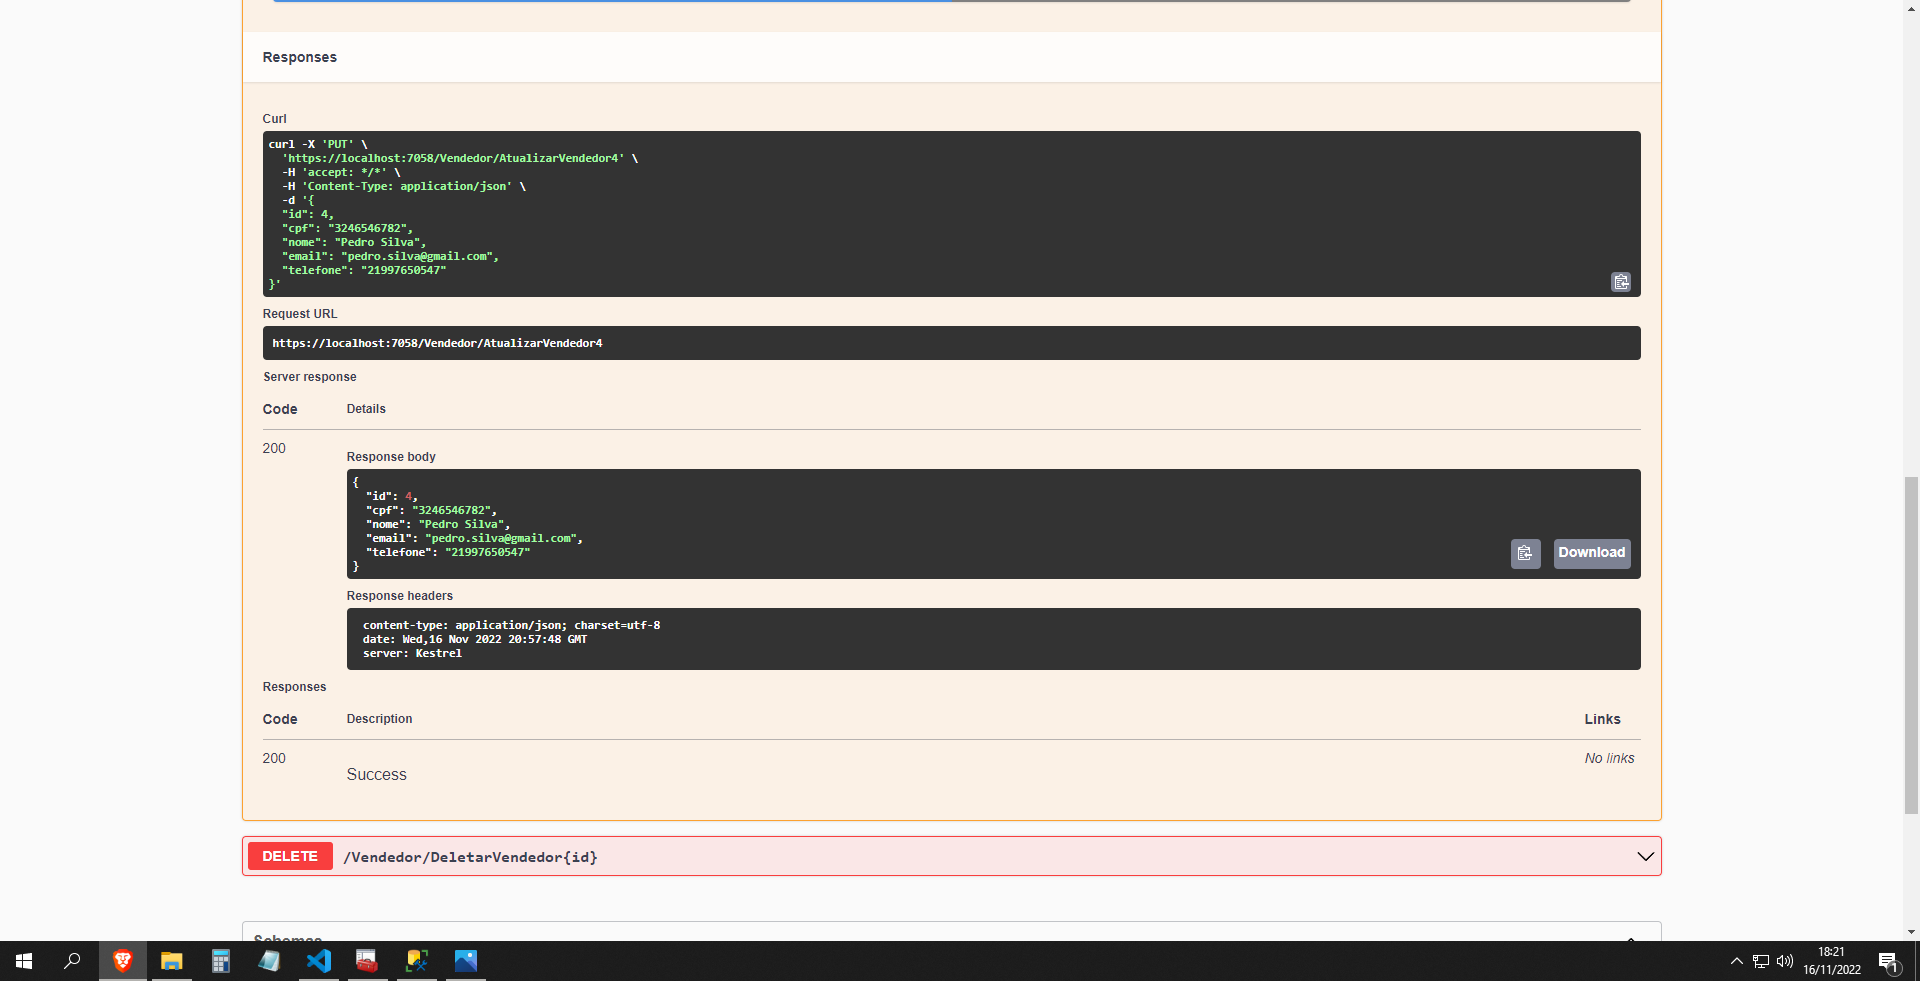 Responses
Curl
curl -X 'PUT' \
'https://localhost:7058/Vendedor/AtualizarVendedor4' \
-H 'accept: */*' \
-H 'Content-Type: application/json' \
-d '{
"id": 4,
"cpf": "3246546782",
"nome": "Pedro Silva",
"email": "pedro.silva@gmail.com",
"telefone": "21997650547"
}'
Request URL
https://localhost:7058/Vendedor/AtualizarVendedor4
Server response
Code Details
200
Response body
{
"id": 4,
"cpf": "3246546782",
"nome": "Pedro Silva",
"email": "pedro.silva@gmail.com",
"telefone": "21997650547"
}
Download
Response headers
content-type: application/json; charset=utf-8
date: Wed,16 Nov 2022 20:57:48 GMT
server: Kestrel
Responses
Code Description Links
200 No links
Success
DELETE /Vendedor/DeletarVendedor{id}
Schemas
18:21
16/11/2022
1